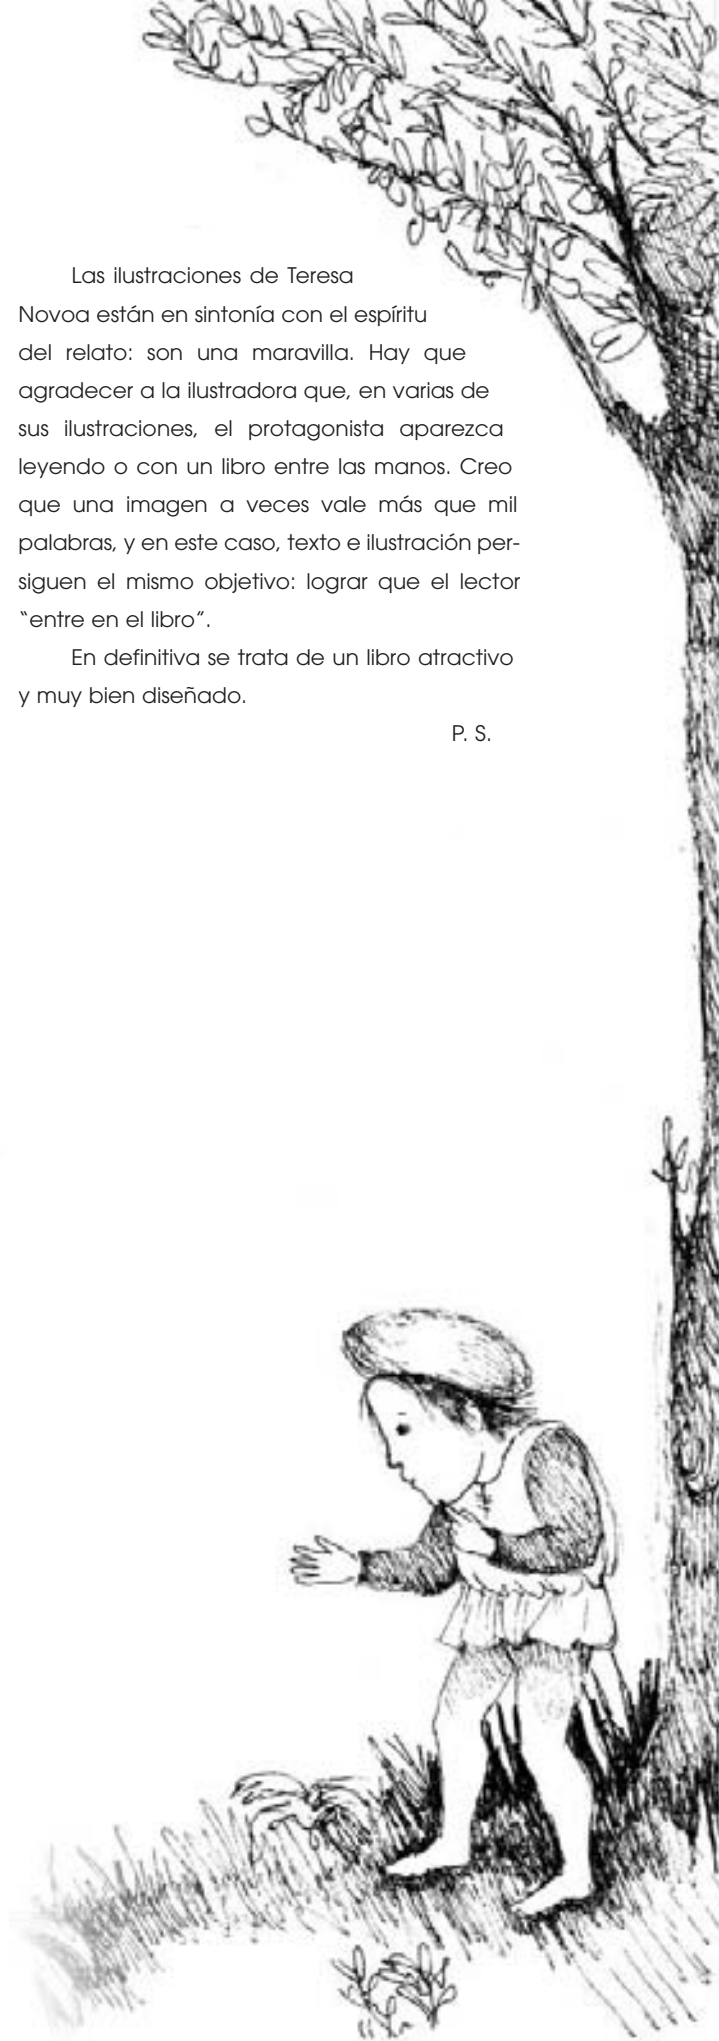 Las ilustraciones de Teresa
Novoa están en sintonía con el espíritu
del relato: son una maravilla. Hay que
agradecer a la ilustradora que, en varias de
sus ilustraciones, el protagonista aparezca
leyendo o con un libro entre las manos. Creo
que una imagen a veces vale más que mil
palabras, y en este caso, texto e ilustración per-
siguen el mismo objetivo: lograr que el lector
“entre en el libro”.
En definitiva se trata de un libro atractivo
y muy bien diseñado.
P. S.